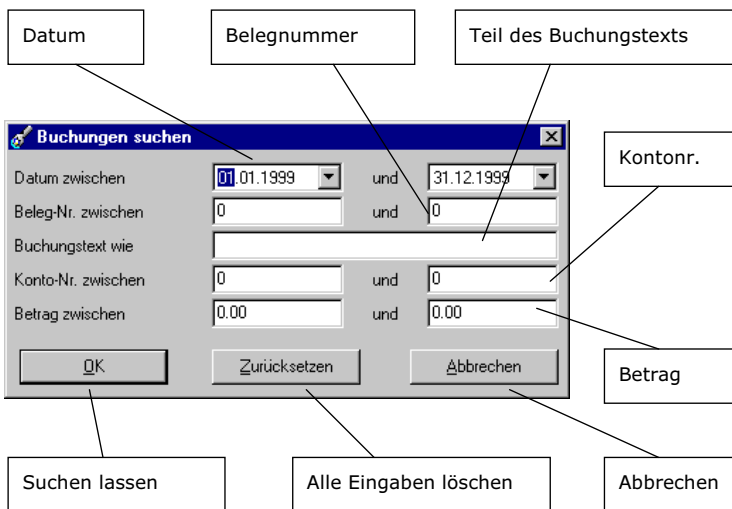 Datum Belegnummer Teil des Buchungstexts
Buchungen suchen
Kontonr.
Datum zwischen 01.01.1999 und 31.12.1999
Beleg-Nr. zwischen 0 und 0
Buchungstext wie
Konto-Nr. zwischen 0 und 0
Betrag zwischen 0.00 und 0.00
OK Zurücksetzen Abbrechen
Betrag
Suchen lassen Alle Eingaben löschen Abbrechen